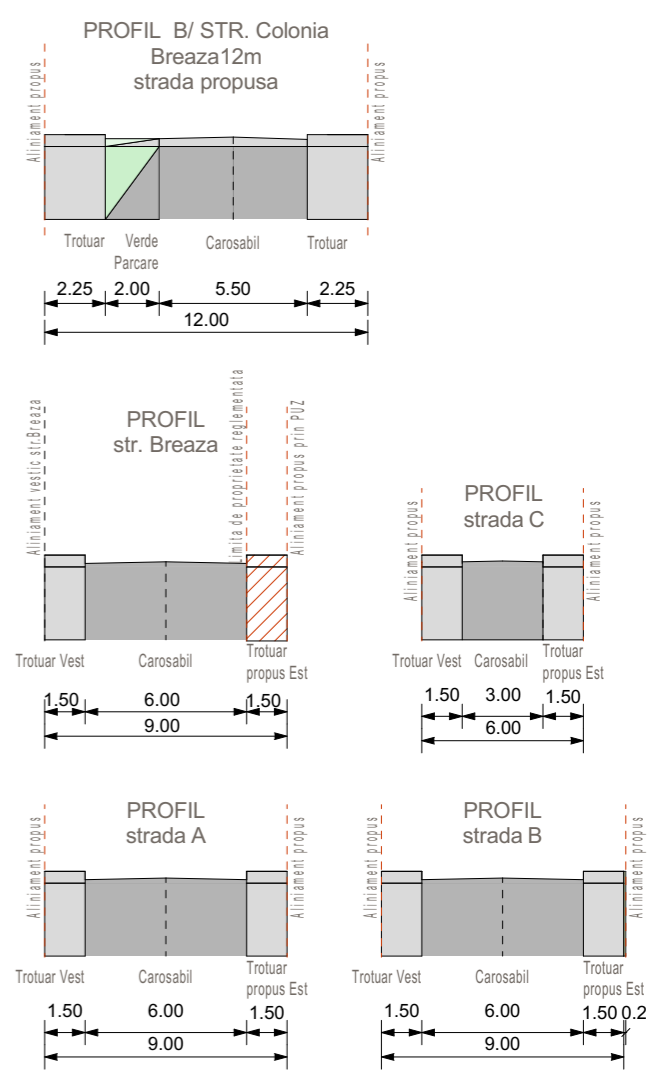 PROFIL B/ STR. Colonia
Breaza12m
strada propusa
Aliniament propus
Aliniament propus
Trotuar
Verde
Parcare
Carosabil
Trotuar
2.25 2.00 5.50 2.25
12.00
PROFIL
str. Breaza
Aliniament vestic str.Breaza
Limita de proprietate reglementata
Aliniament propus prin PUZ
Trotuar Vest
Carosabil
Trotuar
propus Est
1.50 6.00 1.50
9.00
PROFIL
strada C
Aliniament propus
Aliniament propus
Trotuar Vest
Carosabil
Trotuar
propus Est
1.50 3.00 1.50
6.00
PROFIL
strada A
Aliniament propus
Aliniament propus
Trotuar Vest
Carosabil
Trotuar
propus Est
1.50 6.00 1.50
9.00
PROFIL
strada B
Aliniament propus
Aliniament propus
Trotuar Vest
Carosabil
Trotuar
propus Est
1.50 6.00 1.50 0.2
9.00